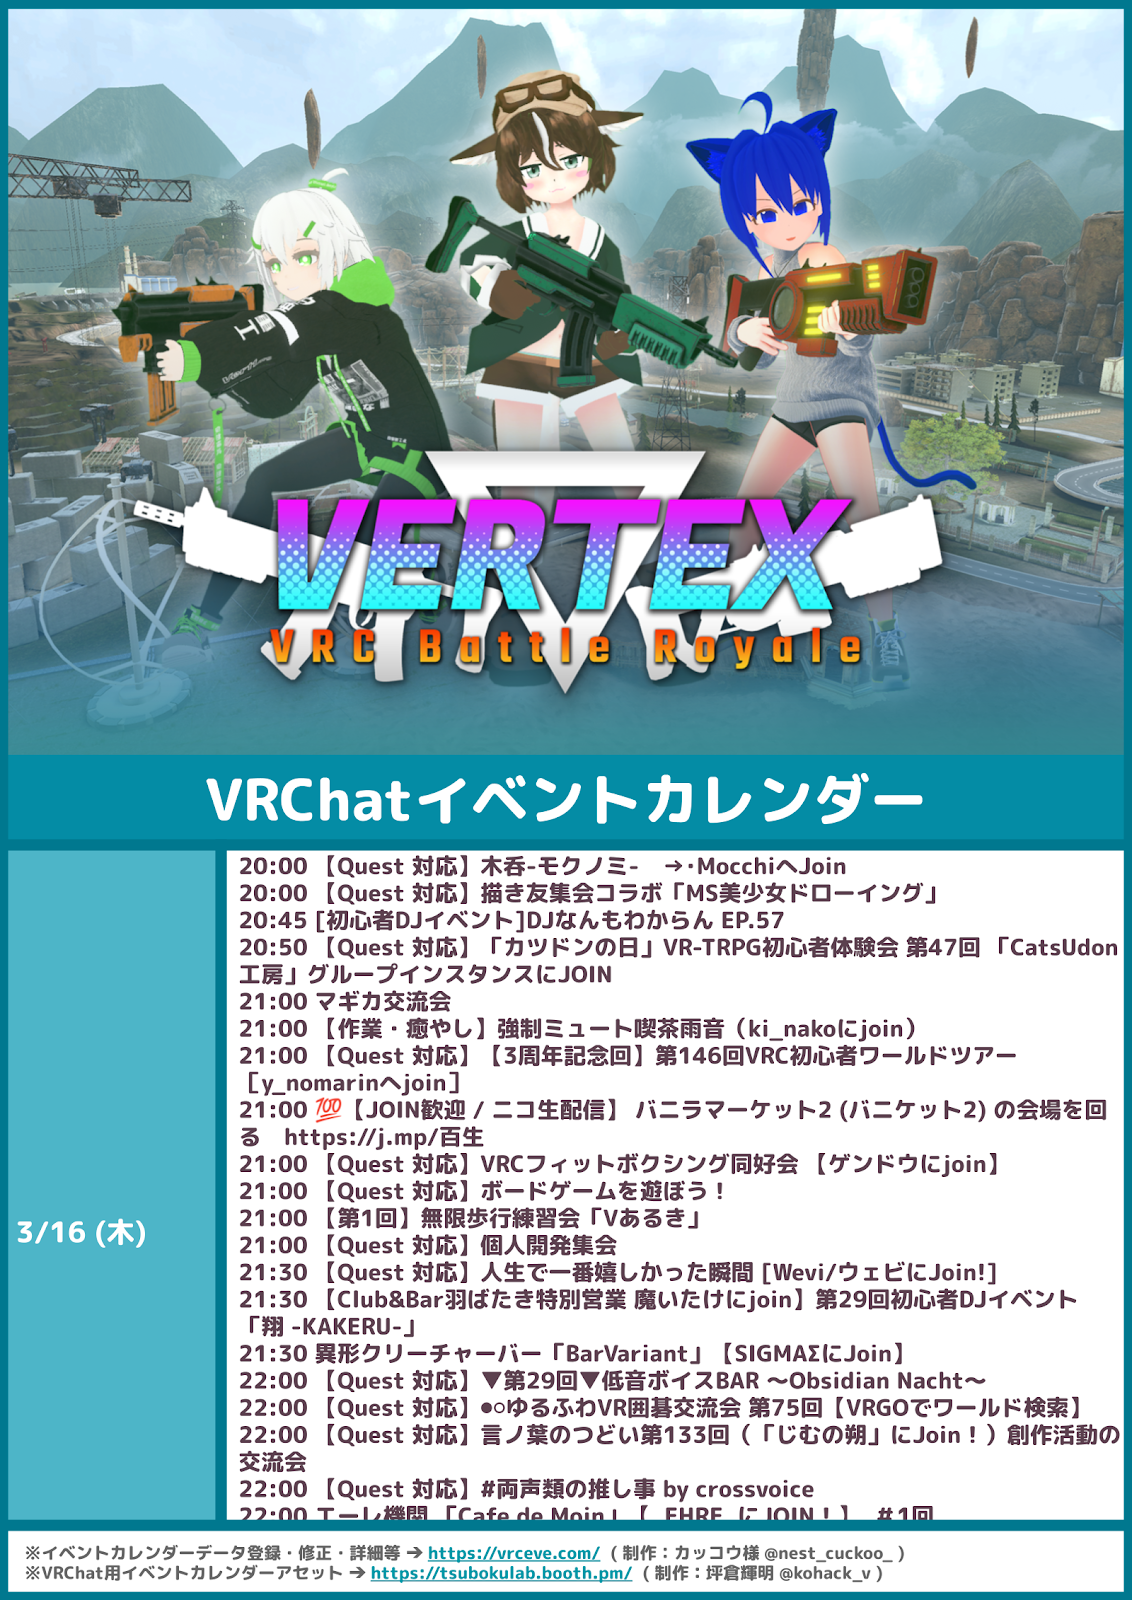 VERTEX
VRC Battle Royale
VRChatイベントカレンダー
3/16 (木)
20:00 【Quest 対応】木呑-モクノミ-　→･MocchiへJoin
20:00 【Quest 対応】描き友集会コラボ「MS美少女ドローイング」
20:45 [初心者DJイベント]DJなんもわからん EP.57
20:50 【Quest 対応】「カツドンの日」VR-TRPG初心者体験会 第47回 「CatsUdon
工房」グループインスタンスにJOIN
21:00 マギカ交流会
21:00 【作業・癒やし】強制ミュート喫茶雨音（ki_nakoにjoin）
21:00 【Quest 対応】【3周年記念回】第146回VRC初心者ワールドツアー
［y_nomarinへjoin］
21:00 💯【JOIN歓迎 / ニコ生配信】 バニラマーケット2 (バニケット2) の会場を回
る　https://j.mp/百生
21:00 【Quest 対応】VRCフィットボクシング同好会 【ゲンドウにjoin】
21:00 【Quest 対応】ボードゲームを遊ぼう！
21:00 【第1回】無限歩行練習会「Vあるき」
21:00 【Quest 対応】個人開発集会
21:30 【Quest 対応】人生で一番嬉しかった瞬間 [Wevi/ウェビにJoin!]
21:30 【Club&Bar羽ばたき特別営業 魔いたけにjoin】第29回初心者DJイベント
「翔 -KAKERU-」
21:30 異形クリーチャーバー「BarVariant」【SIGMAΣにJoin】
22:00 【Quest 対応】▼第29回▼低音ボイスBAR ～Obsidian Nacht～
22:00 【Quest 対応】●○ゆるふわVR囲碁交流会 第75回【VRGOでワールド検索】
22:00 【Quest 対応】言ノ葉のつどい第133回（「じむの朔」にJoin！）創作活動の
交流会
22:00 【Quest 対応】#両声類の推し事 by crossvoice
22:00 エーレ機関 「Cafe de Moin」【_EHRE_にJOIN！】 ＃1回
※イベントカレンダーデータ登録・修正・詳細等 ➔ https://vrceve.com/ ( 制作：カッコウ様 @nest_cuckoo_ )
※VRChat用イベントカレンダーアセット ➔ https://tsubokulab.booth.pm/ ( 制作：坪倉輝明 @kohack_v )